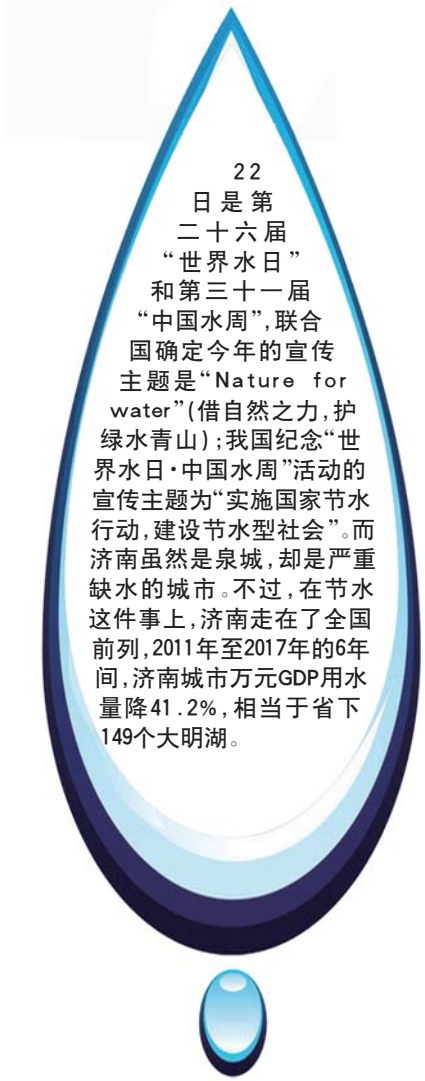 22
日是第
二十六届
“世界水日”
和第三十一届
“中国水周”,联合
国确定今年的宣传
主题是“Nature for
water”(借自然之力,护
绿水青山);我国纪念“世
界水日·中国水周”活动的
宣传主题为“实施国家节水
行动,建设节水型社会”。而
济南虽然是泉城,却是严重
缺水的城市。不过,在节水
这件事上,济南走在了全国
前列,2011年至2017年的6年
间,济南城市万元GDP用水
量降41.2%,相当于省下
149个大明湖。